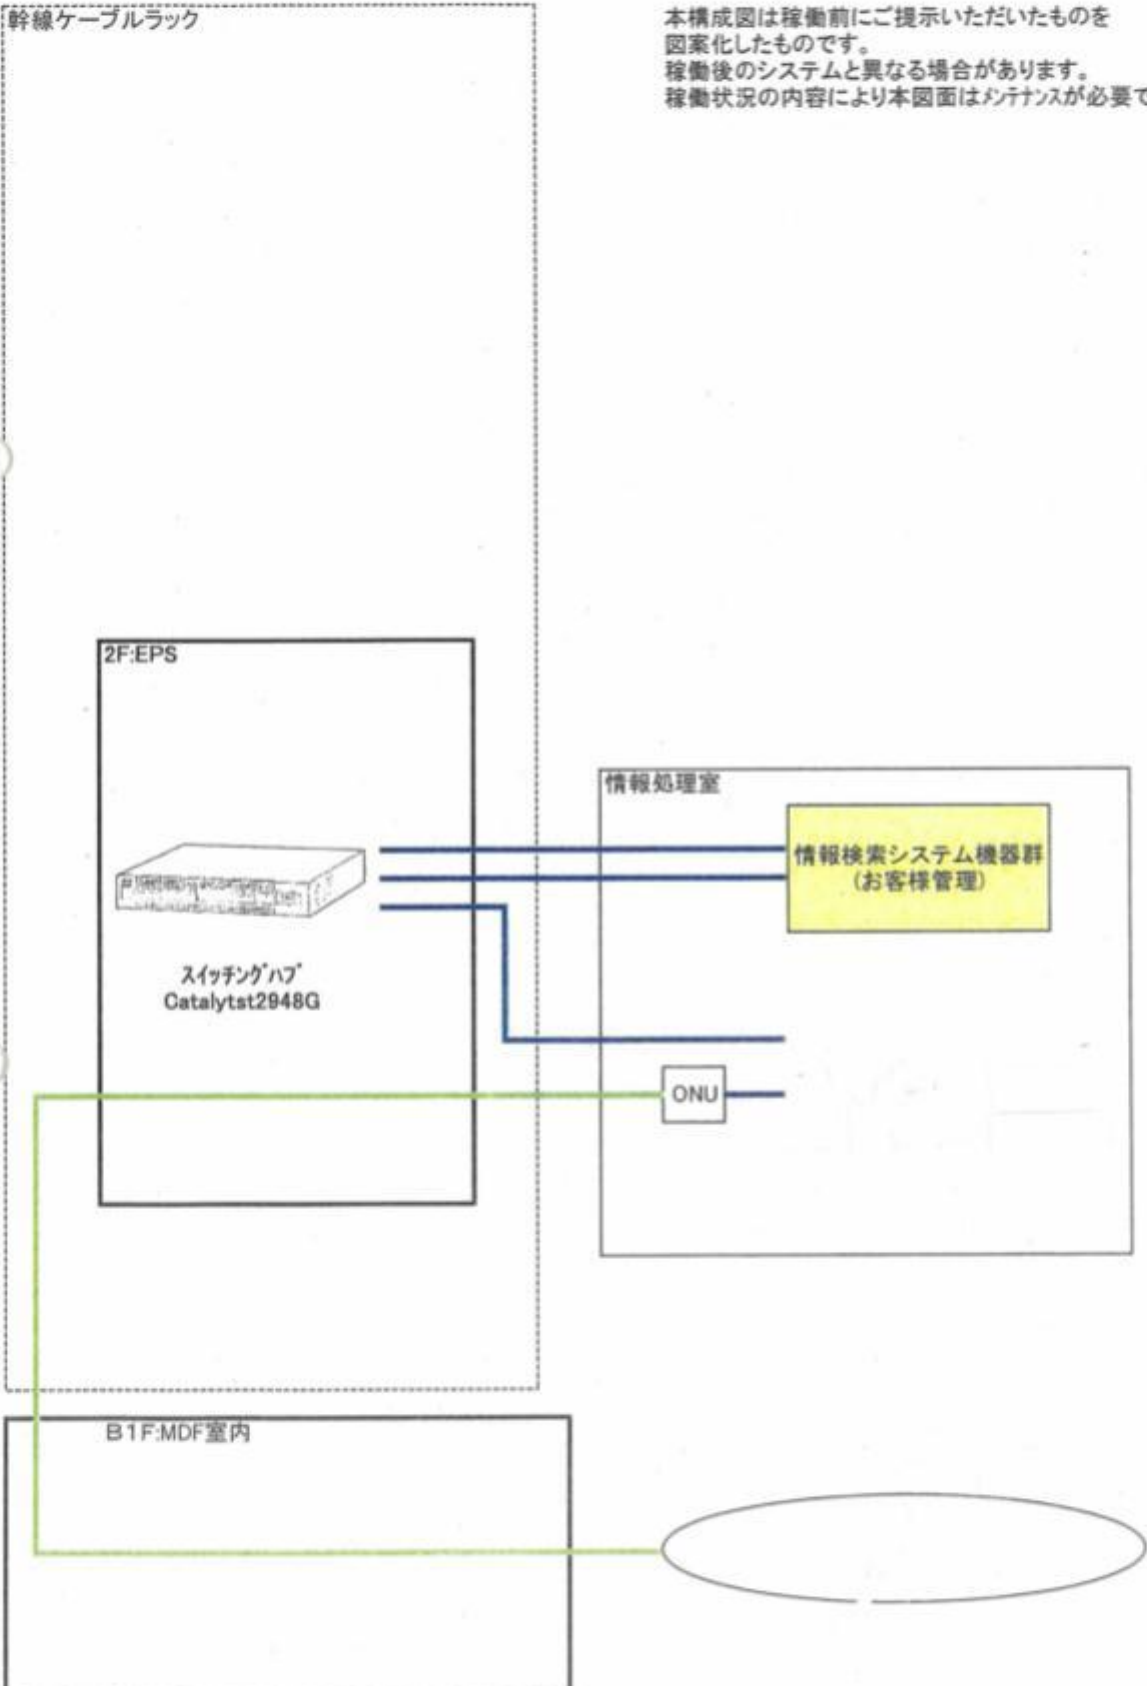 幹線ケーブルラック
本構成図は稼働前にご提示いただいたものを
図案化したものです。
稼働後のシステムと異なる場合があります。
稼働状況の内容により本図面はメンテナンスが必要で
2F:EPS
スイッチングハブ
Catalytst2948G
情報処理室
情報検索システム機器群
(お客様管理)
ONU
B1F:MDF室内